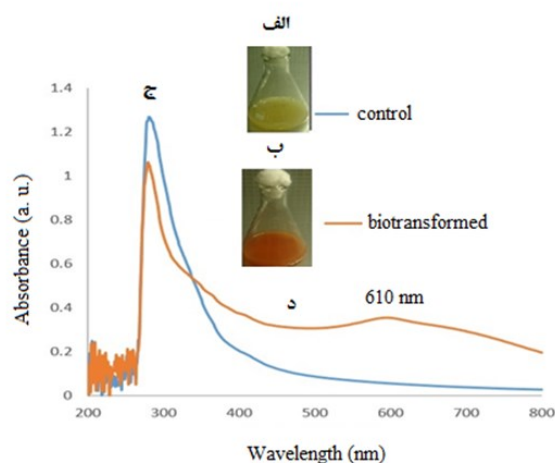 الف
1.4
ج
1.2
control
ب
1
0.8
biotransformed
0.6
د
610 nm
0.4
0.2
0
200
300
400
500
600
700
800
Absorbance (a. u.)
Wavelength (nm)